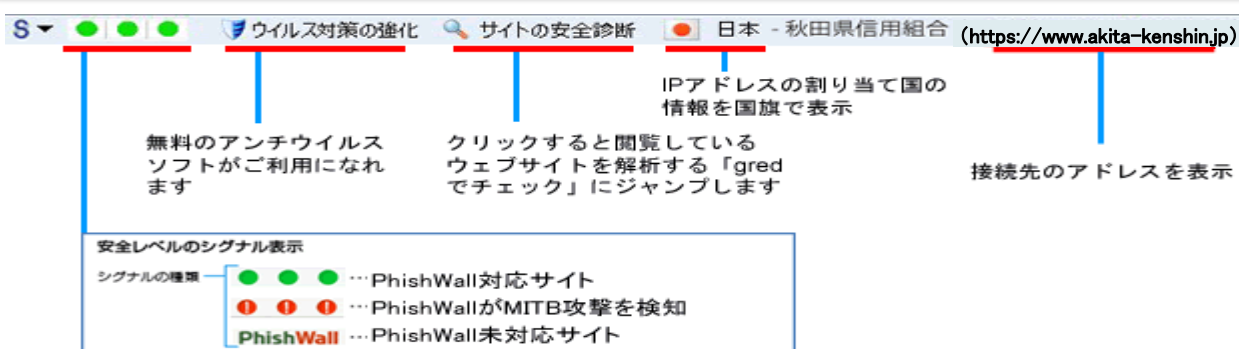 S ウイルス対策の強化 サイトの安全診断 日本 - 秋田県信用組合 (https://www.akita-kenshin.jp)
IPアドレスの割り当て国の
情報を国旗で表示
無料のアンチウイルス
ソフトがご利用になれ
ます
クリックすると閲覧している
ウェブサイトを解析する「gred
でチェック」にジャンプします
接続先のアドレスを表示
安全レベルのシグナル表示
シグナルの種類
…PhishWall対応サイト
…PhishWallがMITB攻撃を検知
PhishWall …PhishWall未対応サイト